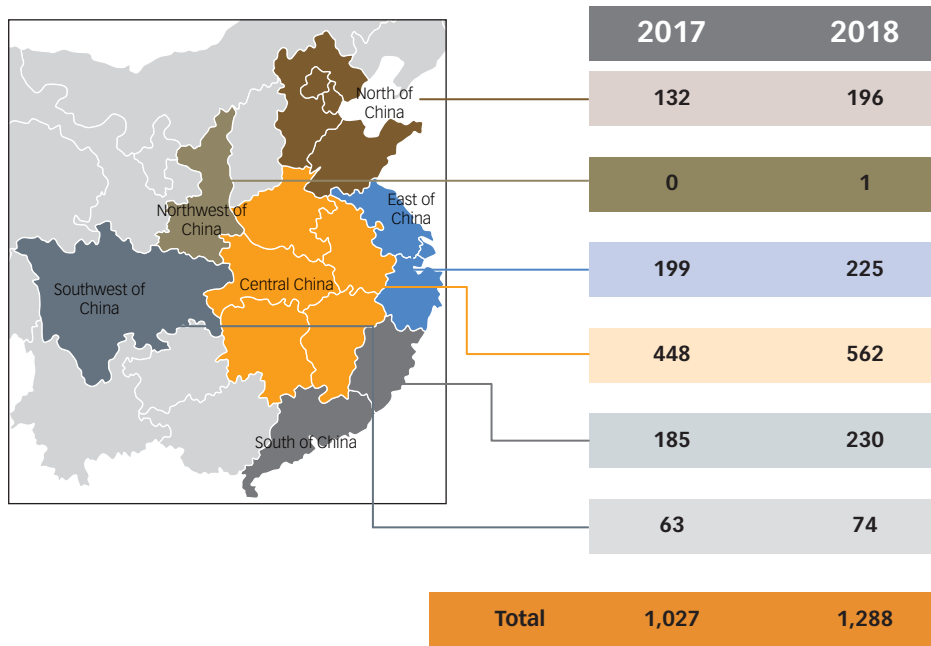 2017 2018
North of
China
132 196
Northwest of
China
0 1
East of
China
199 225
Central China
448 562
South of China
185 230
Southwest of
China
63 74
Total 1,027 1,288